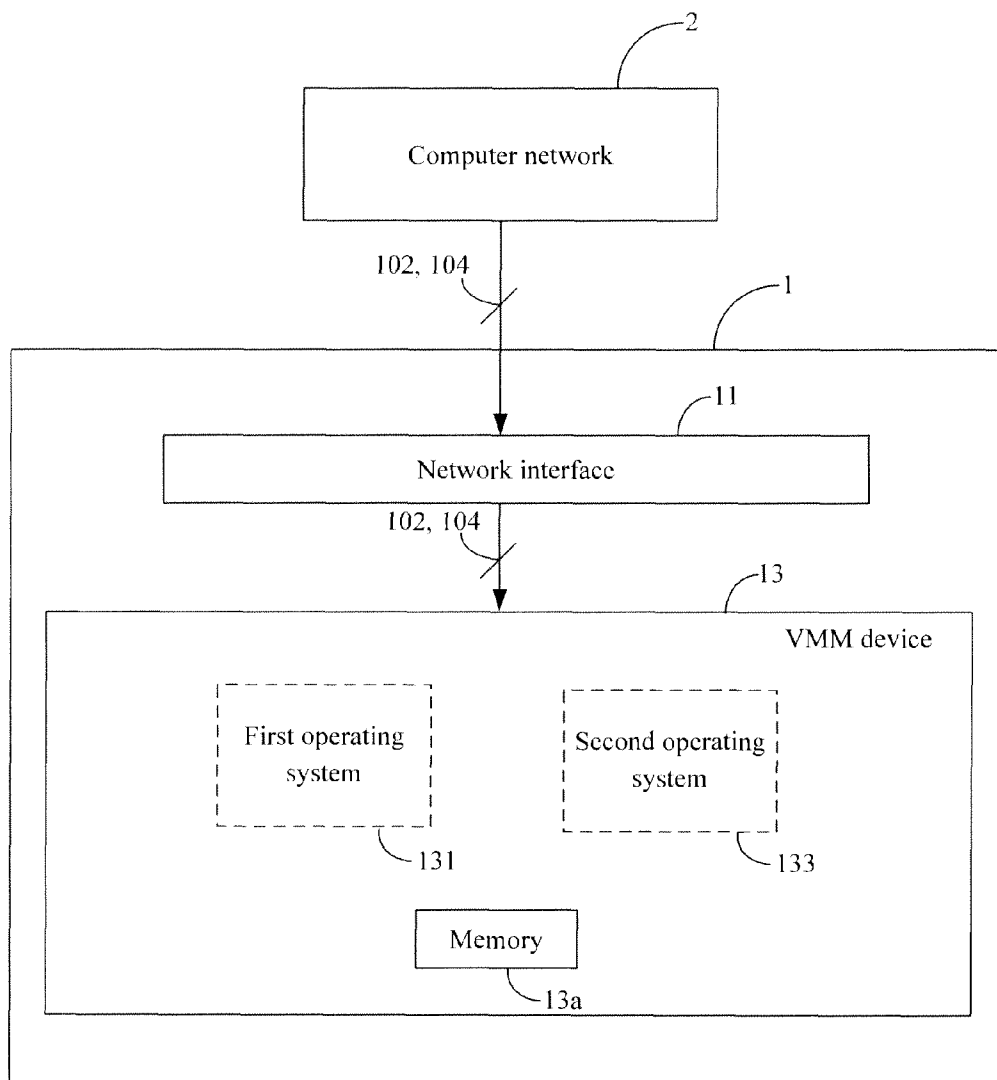 2
Computer network
102, 104
1
11
Network interface
102, 104
13
VMM device
First operating
system
Second operating
system
131
133
Memory
13a